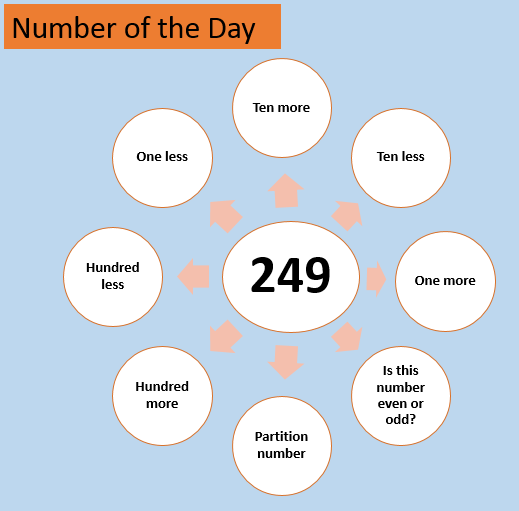 Number of the Day
Ten more
One less
Ten less
Hundred
less
249
One more
Hundred
more
Is this
number
even or
odd?
Partition
number